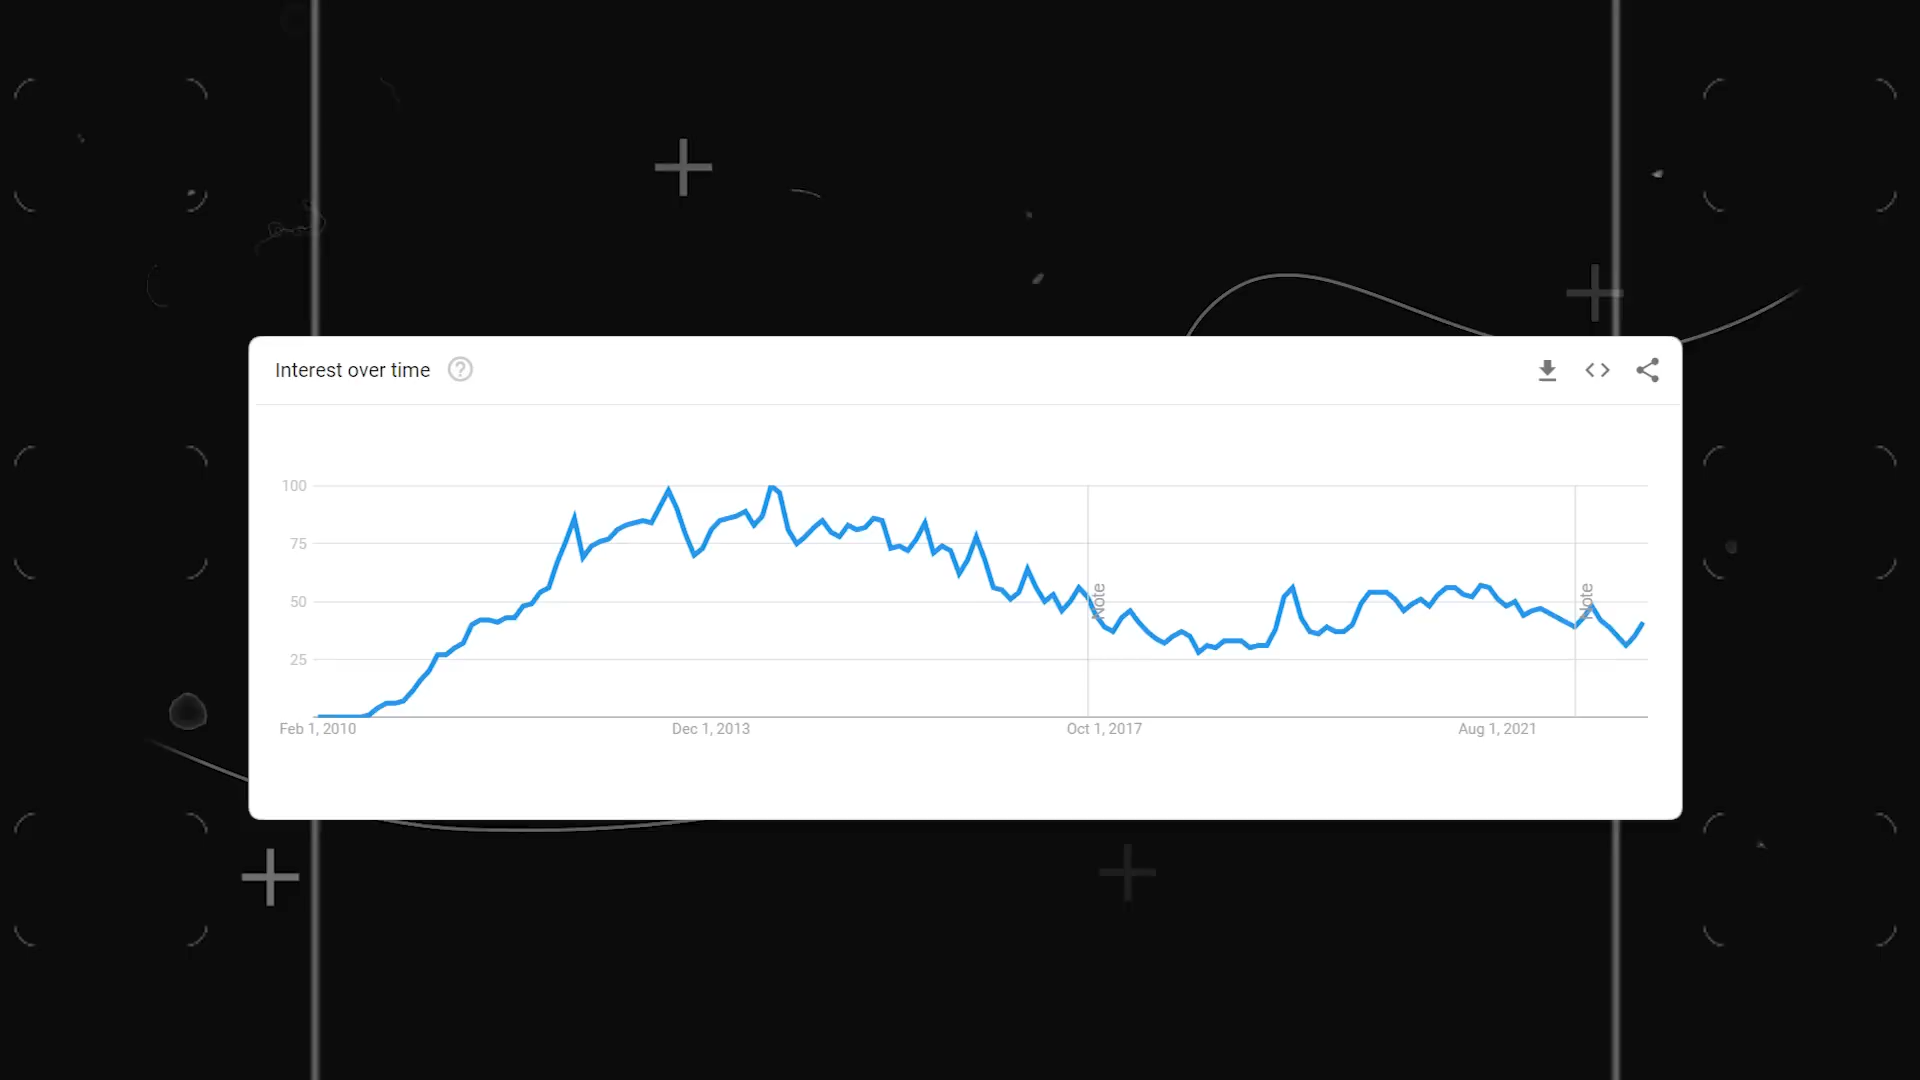 Interest over time
100
75
50
25
Note
Note
Feb 1, 2010
Dec 1, 2013
Oct 1, 2017
Aug 1, 2021